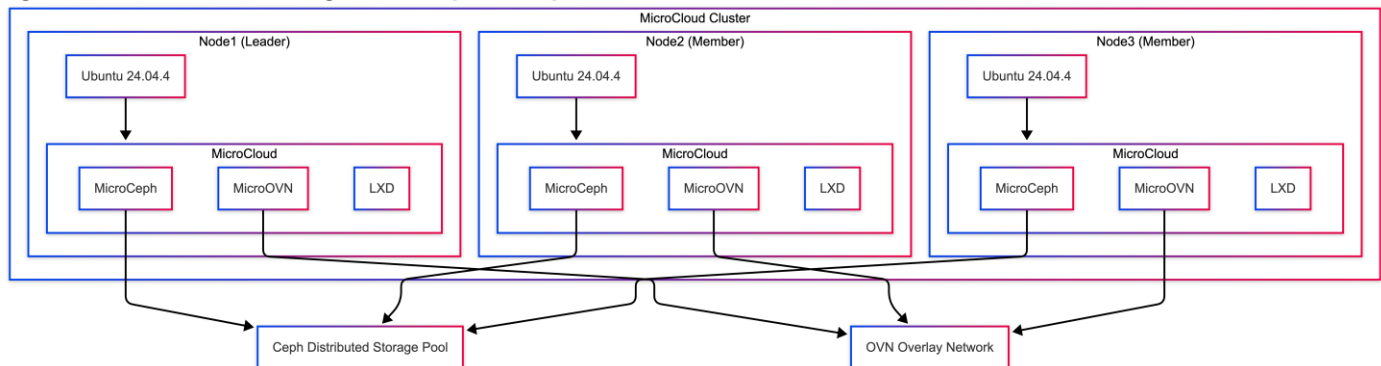 MicroCloud Cluster
Node1 (Leader)
Node2 (Member)
Node3 (Member)
Ubuntu 24.04.4
Ubuntu 24.04.4
Ubuntu 24.04.4
MicroCloud
MicroCloud
MicroCloud
MicroCeph
MicroOVN
LXD
MicroCeph
MicroOVN
LXD
MicroCeph
MicroOVN
LXD
Ceph Distributed Storage Pool
OVN Overlay Network